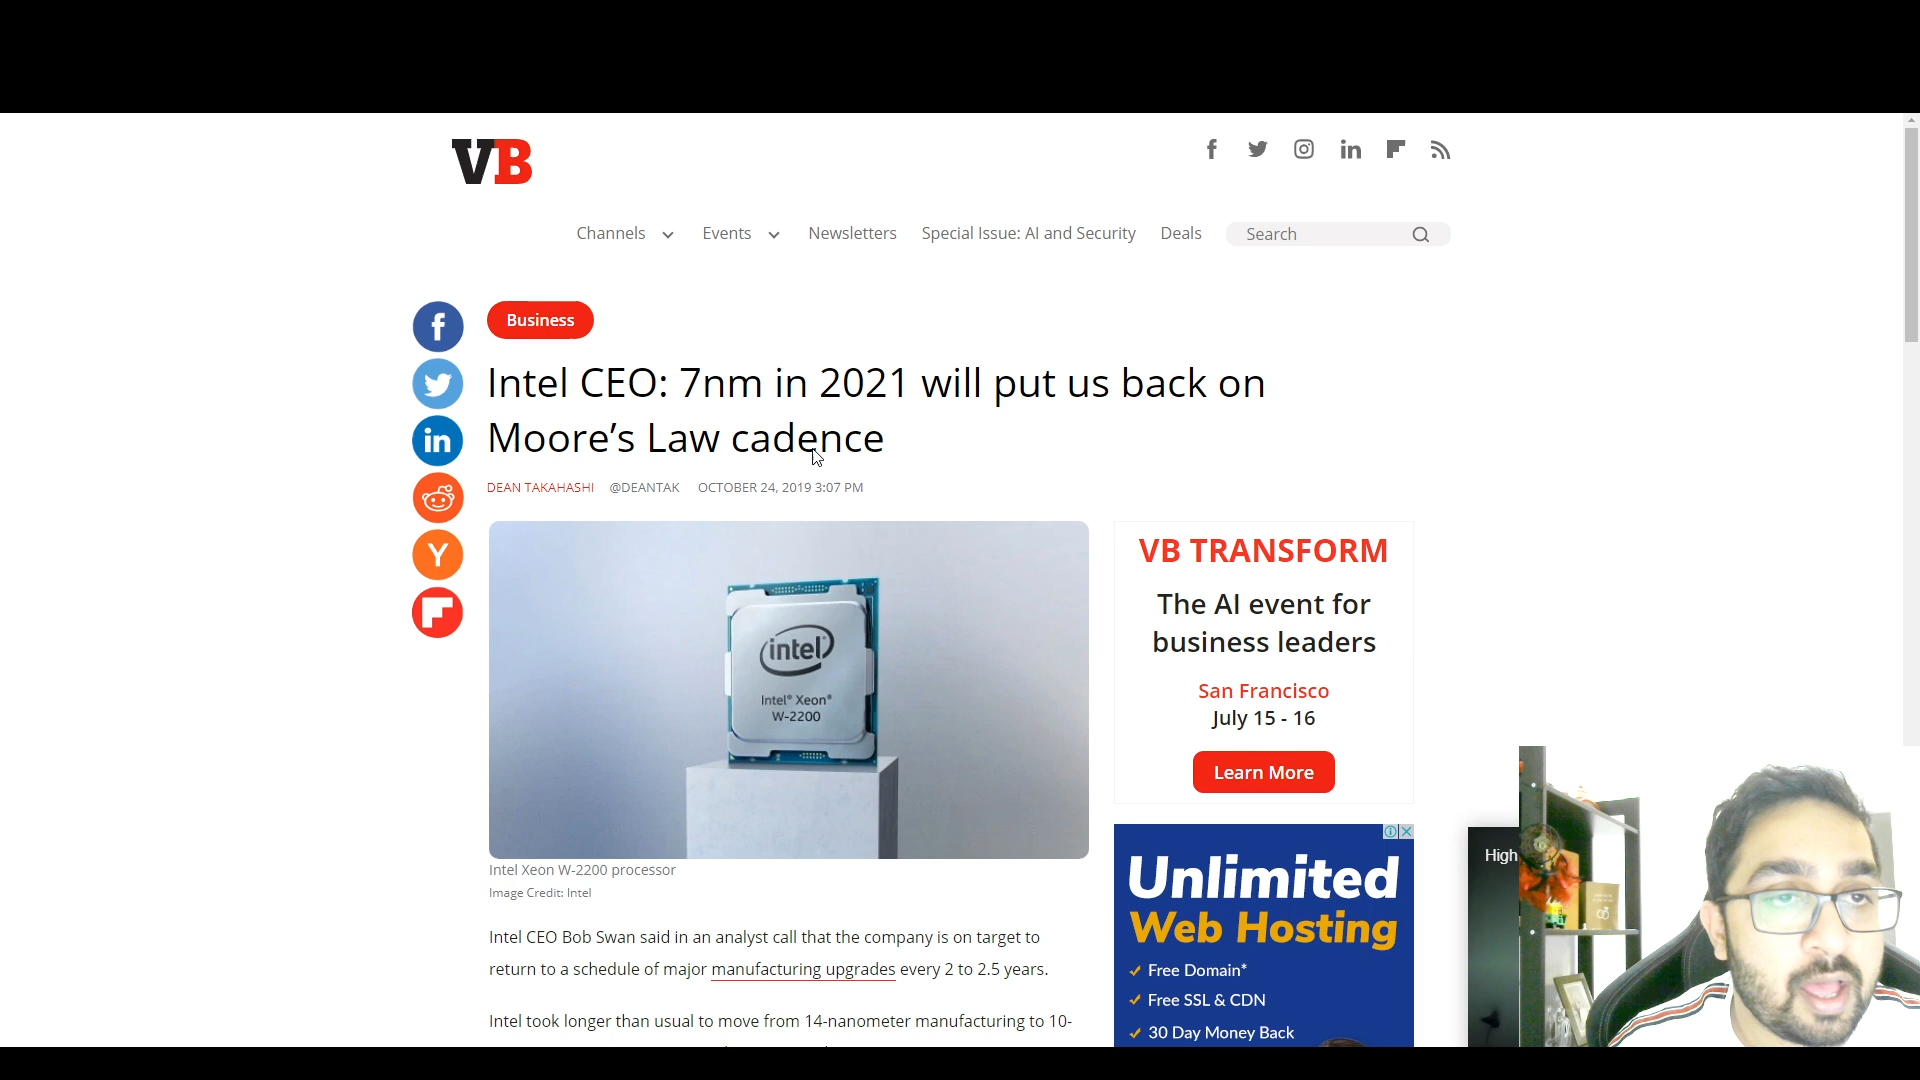 VB
Channels Events Newsletters Special Issue: AI and Security Deals Search
Business
Intel CEO: 7nm in 2021 will put us back on
Moore’s Law cadence
DEAN TAKAHASHI @DEANTAK OCTOBER 24, 2019 3:07 PM
intel
Intel® Xeon®
W-2200
Intel Xeon W-2200 processor
Image Credit: Intel
Intel CEO Bob Swan said in an analyst call that the company is on target to
return to a schedule of major manufacturing upgrades every 2 to 2.5 years.
Intel took longer than usual to move from 14-nanometer manufacturing to 10-
VB TRANSFORM
The AI event for
business leaders
San Francisco
July 15 - 16
Learn More
Unlimited
Web Hosting
Free Domain*
Free SSL & CDN
30 Day Money Back
High